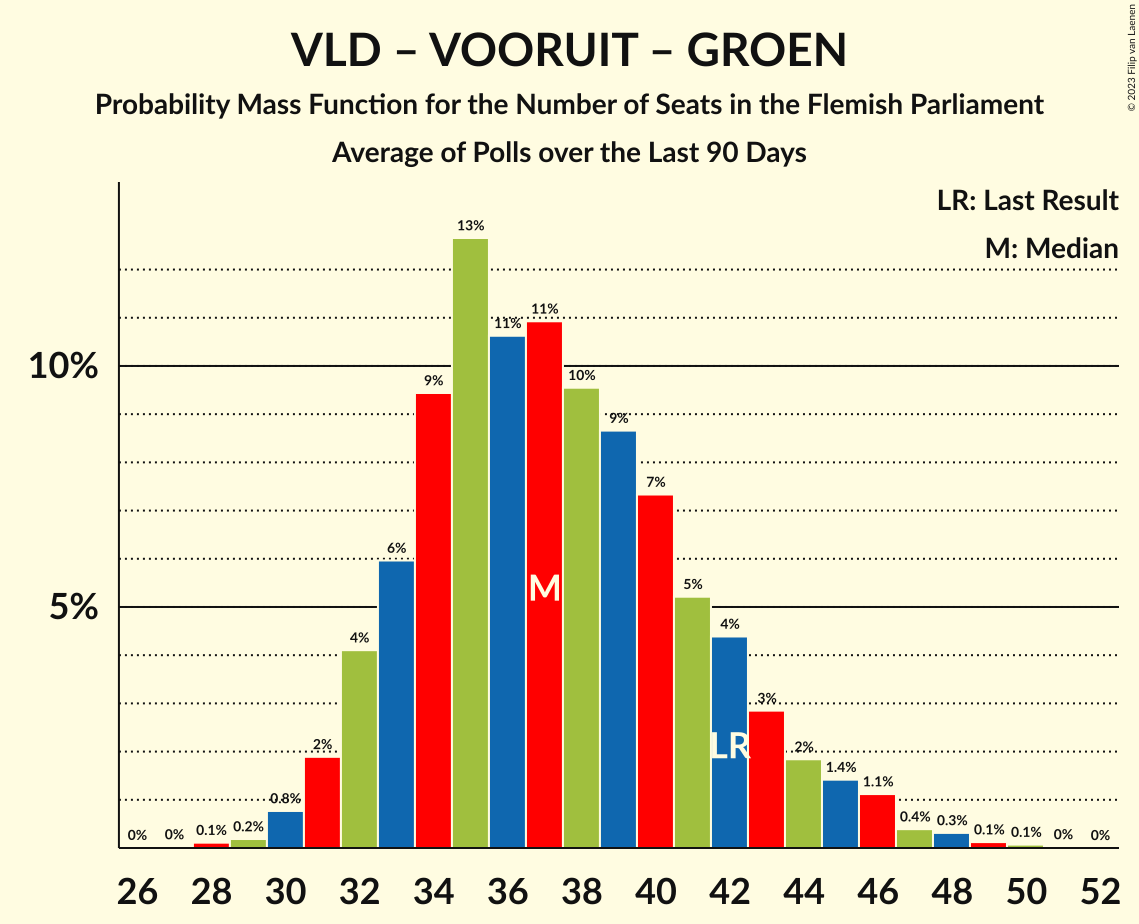 © 2023 Filip van Laenen
VLD – VOORUIT – GROEN
Probability Mass Function for the Number of Seats in the Flemish Parliament
Average of Polls over the Last 90 Days
LR: Last Result
M: Median
10%
5%
0% 0% 0.1% 0.2% 0.8% 2% 4% 6% 9% 13% 11% 11% 10% 9% 7% 5% 4% 3% 2% 1.4% 1.1% 0.4% 0.3% 0.1% 0.1% 0% 0%
M
LR
26 28 30 32 34 36 38 40 42 44 46 48 50 52